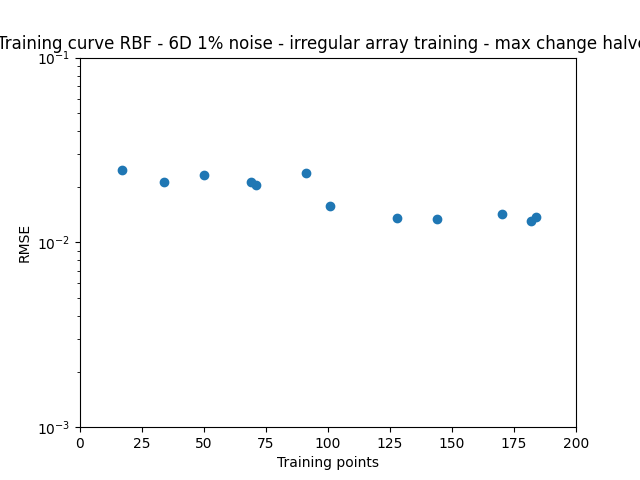 Training curve RBF - 6D 1% noise - irregular array training - max change halve
10⁻¹
10⁻²
10⁻³
RMSE
0 25 50 75 100 125 150 175 200
Training points